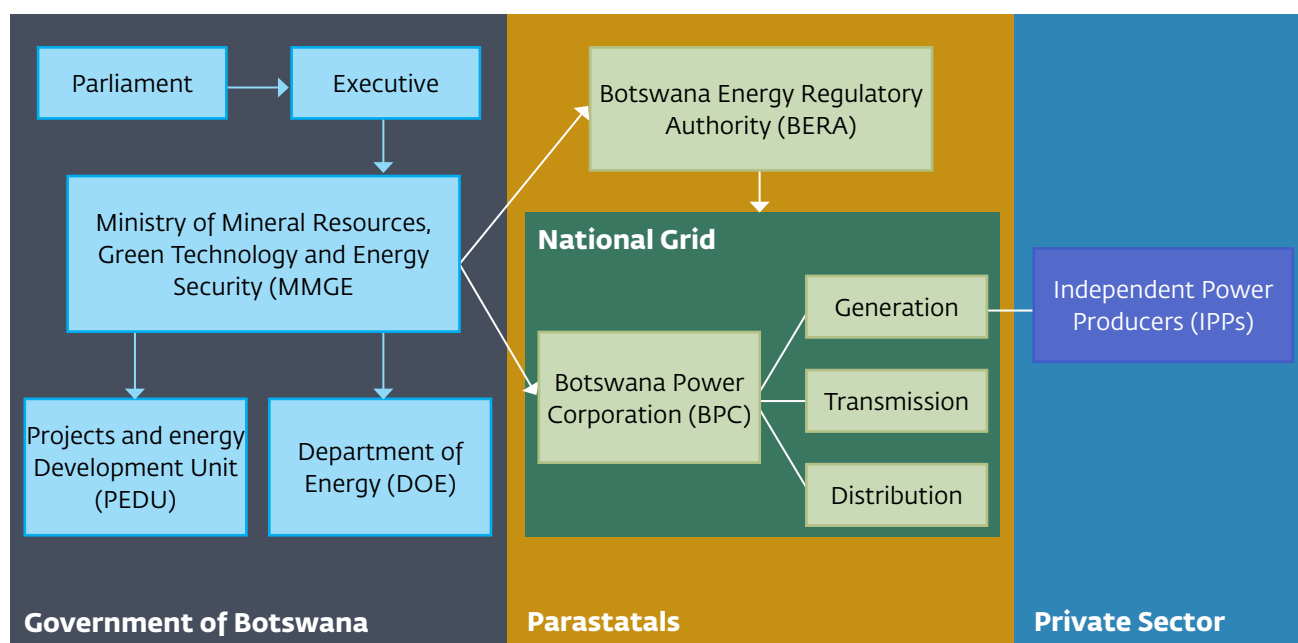 Parliament
Executive
Ministry of Mineral Resources,
Green Technology and Energy
Security (MMGE
Projects and energy
Development Unit
(PEDU)
Department of
Energy (DOE)
Government of Botswana
Botswana Energy Regulatory
Authority (BERA)
National Grid
Botswana Power
Corporation (BPC)
Generation
Transmission
Distribution
Parastatals
Independent Power
Producers (IPPs)
Private Sector